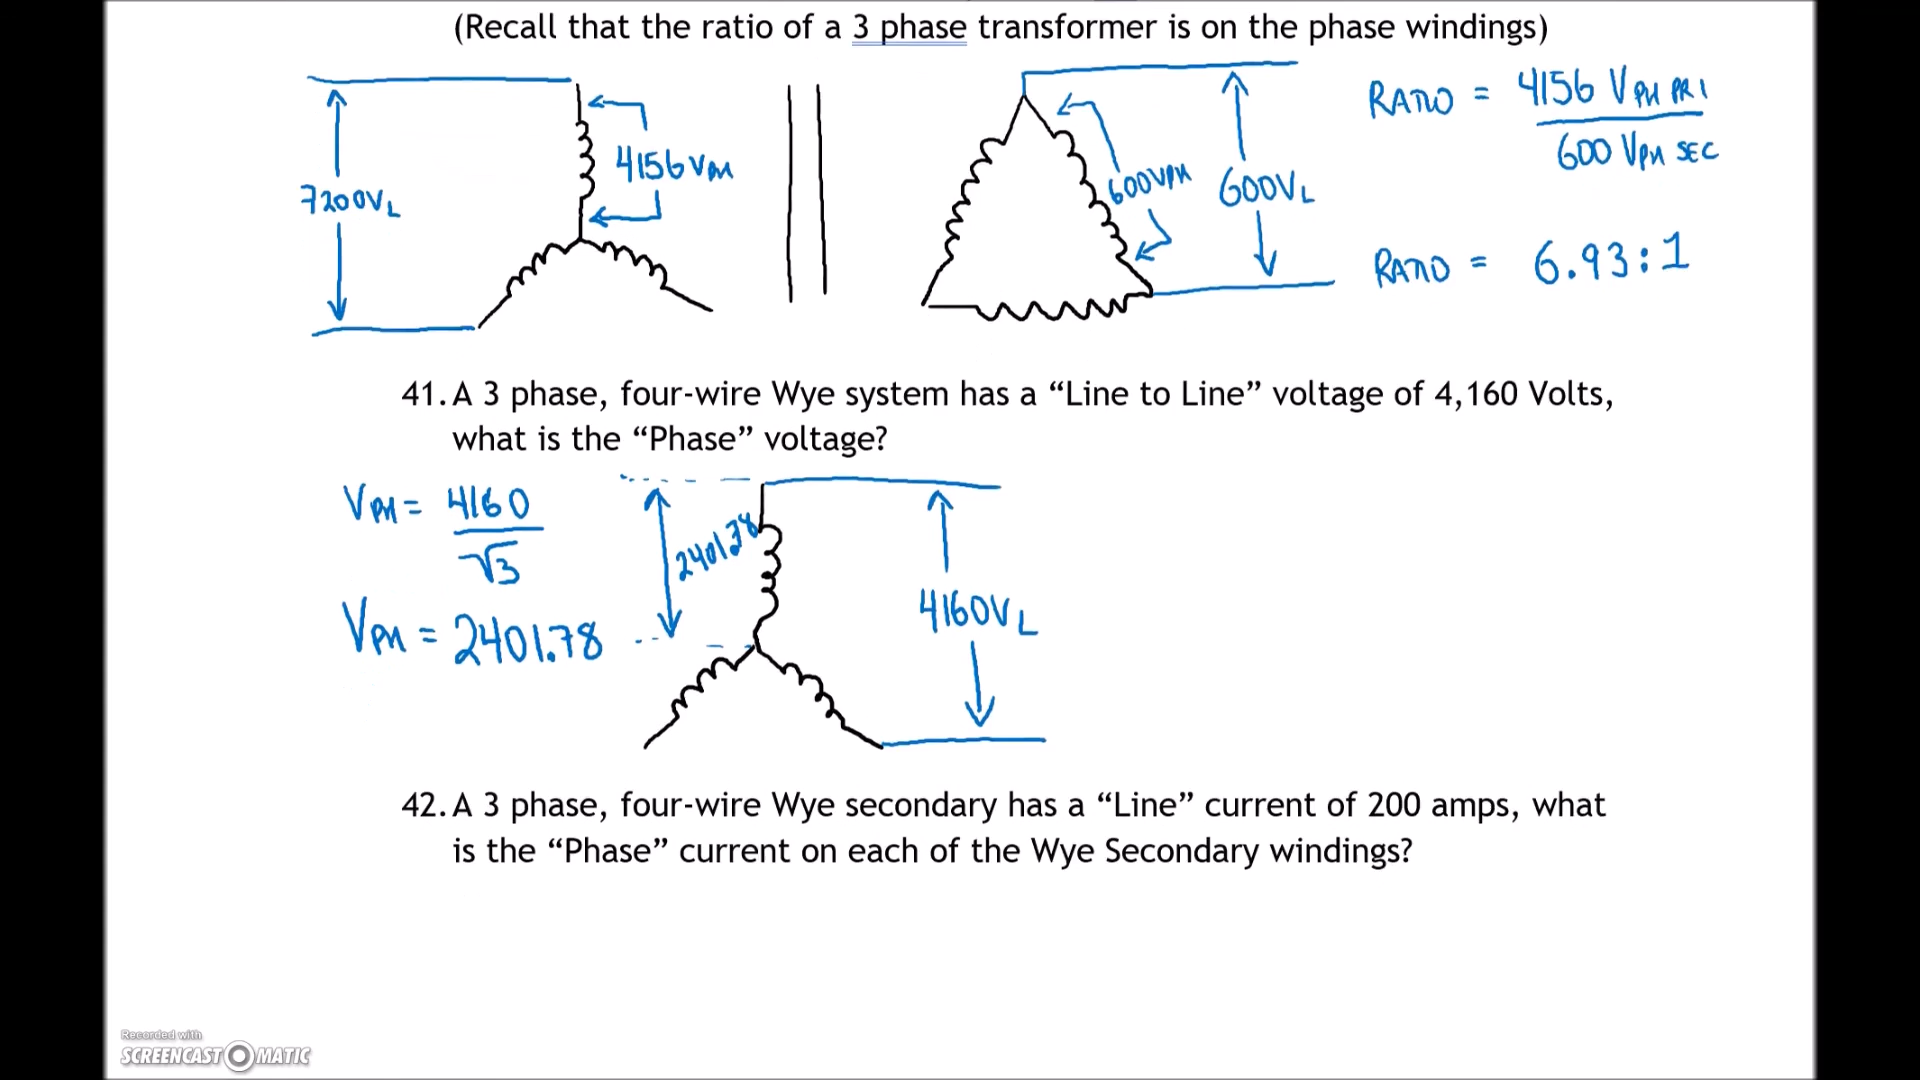 (Recall that the ratio of a 3 phase transformer is on the phase windings)
7200VL
4156 VPH
600VPH
600VL
RATIO = 4156 VPH PRI
600 VPH SEC
RATIO = 6.93:1
41. A 3 phase, four-wire Wye system has a “Line to Line” voltage of 4,160 Volts,
what is the “Phase” voltage?
VPH = 4160
√3
VPH = 2401.78
2401.78
4160VL
42. A 3 phase, four-wire Wye secondary has a “Line” current of 200 amps, what
is the “Phase” current on each of the Wye Secondary windings?
Recorded with
SCREENCAST MATIC